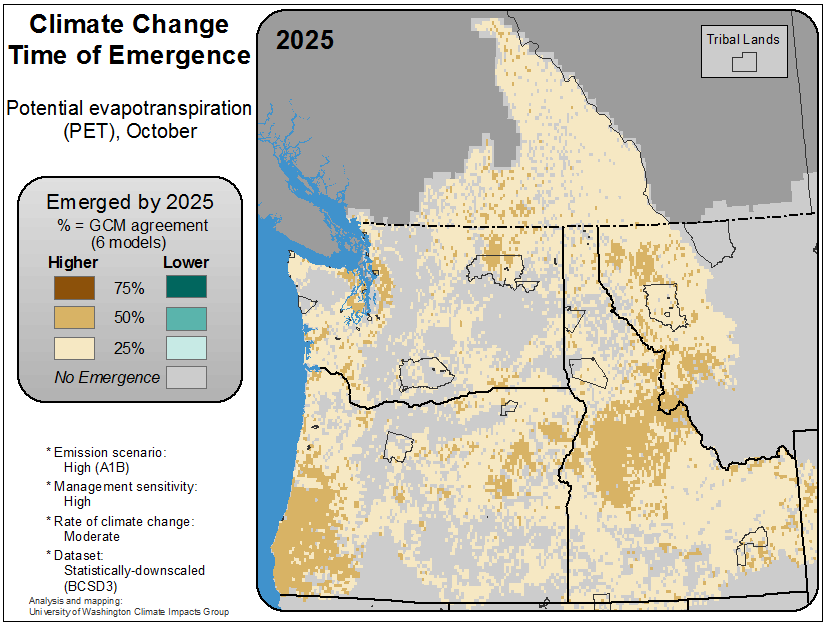 Climate Change
Time of Emergence
Potential evapotranspiration
(PET), October
Emerged by 2025
% = GCM agreement
(6 models)
Higher Lower
75%
50%
25%
No Emergence
* Emission scenario:
High (A1B)
* Management sensitivity:
High
* Rate of climate change:
Moderate
* Dataset:
Statistically-downscaled
(BCSD3)
Analysis and mapping:
University of Washington Climate Impacts Group
2025
Tribal Lands